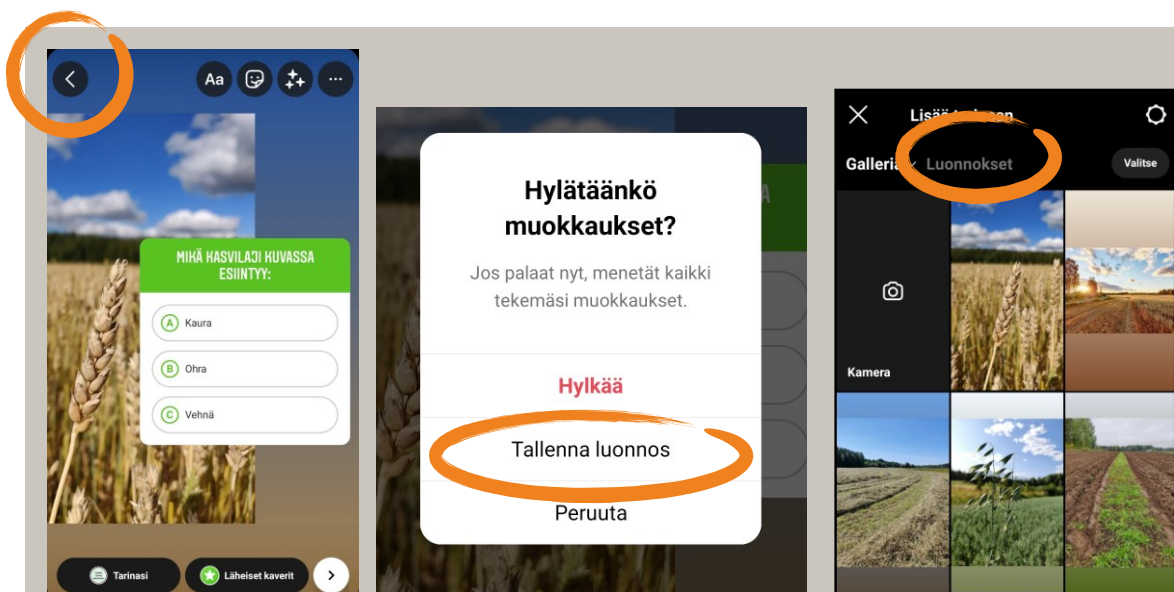 Aa
MIKÄ KASVILAJI KUVASSA
ESIINTYY:
A Kaura
B Ohra
C Vehnä
Tarinasi
Läheiset kaverit
Hylätäänkö
muokkaukset?
Jos palaat nyt, menetät kaikki
tekemäsi muokkaukset.
Hylkää
Tallenna luonnos
Peruuta
A
Lisää
Galleria Luonnokset
Valitse
Kamera